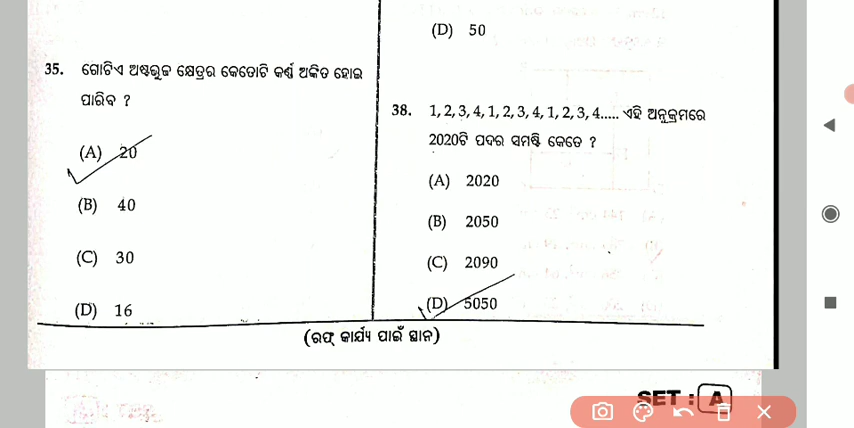 35. ଗୋଟିଏ ଅଷ୍ଟଭୁଜ କ୍ଷେତ୍ରର କେତୋଟି କର୍ଣ୍ଣ ଅଙ୍କିତ ହୋଇ
ପାରିବ ?
(A) 20
(B) 40
(C) 30
(D) 16
(D) 50
38. 1, 2, 3, 4, 1, 2, 3, 4, 1, 2, 3, 4..... ଏହି ଅନୁକ୍ରମରେ
2020ଟି ପଦର ସମଷ୍ଟି କେତେ ?
(A) 2020
(B) 2050
(C) 2090
(D) 5050
(ରଫ୍ କାର୍ଯ୍ୟ ପାଇଁ ସ୍ଥାନ)
SET : A